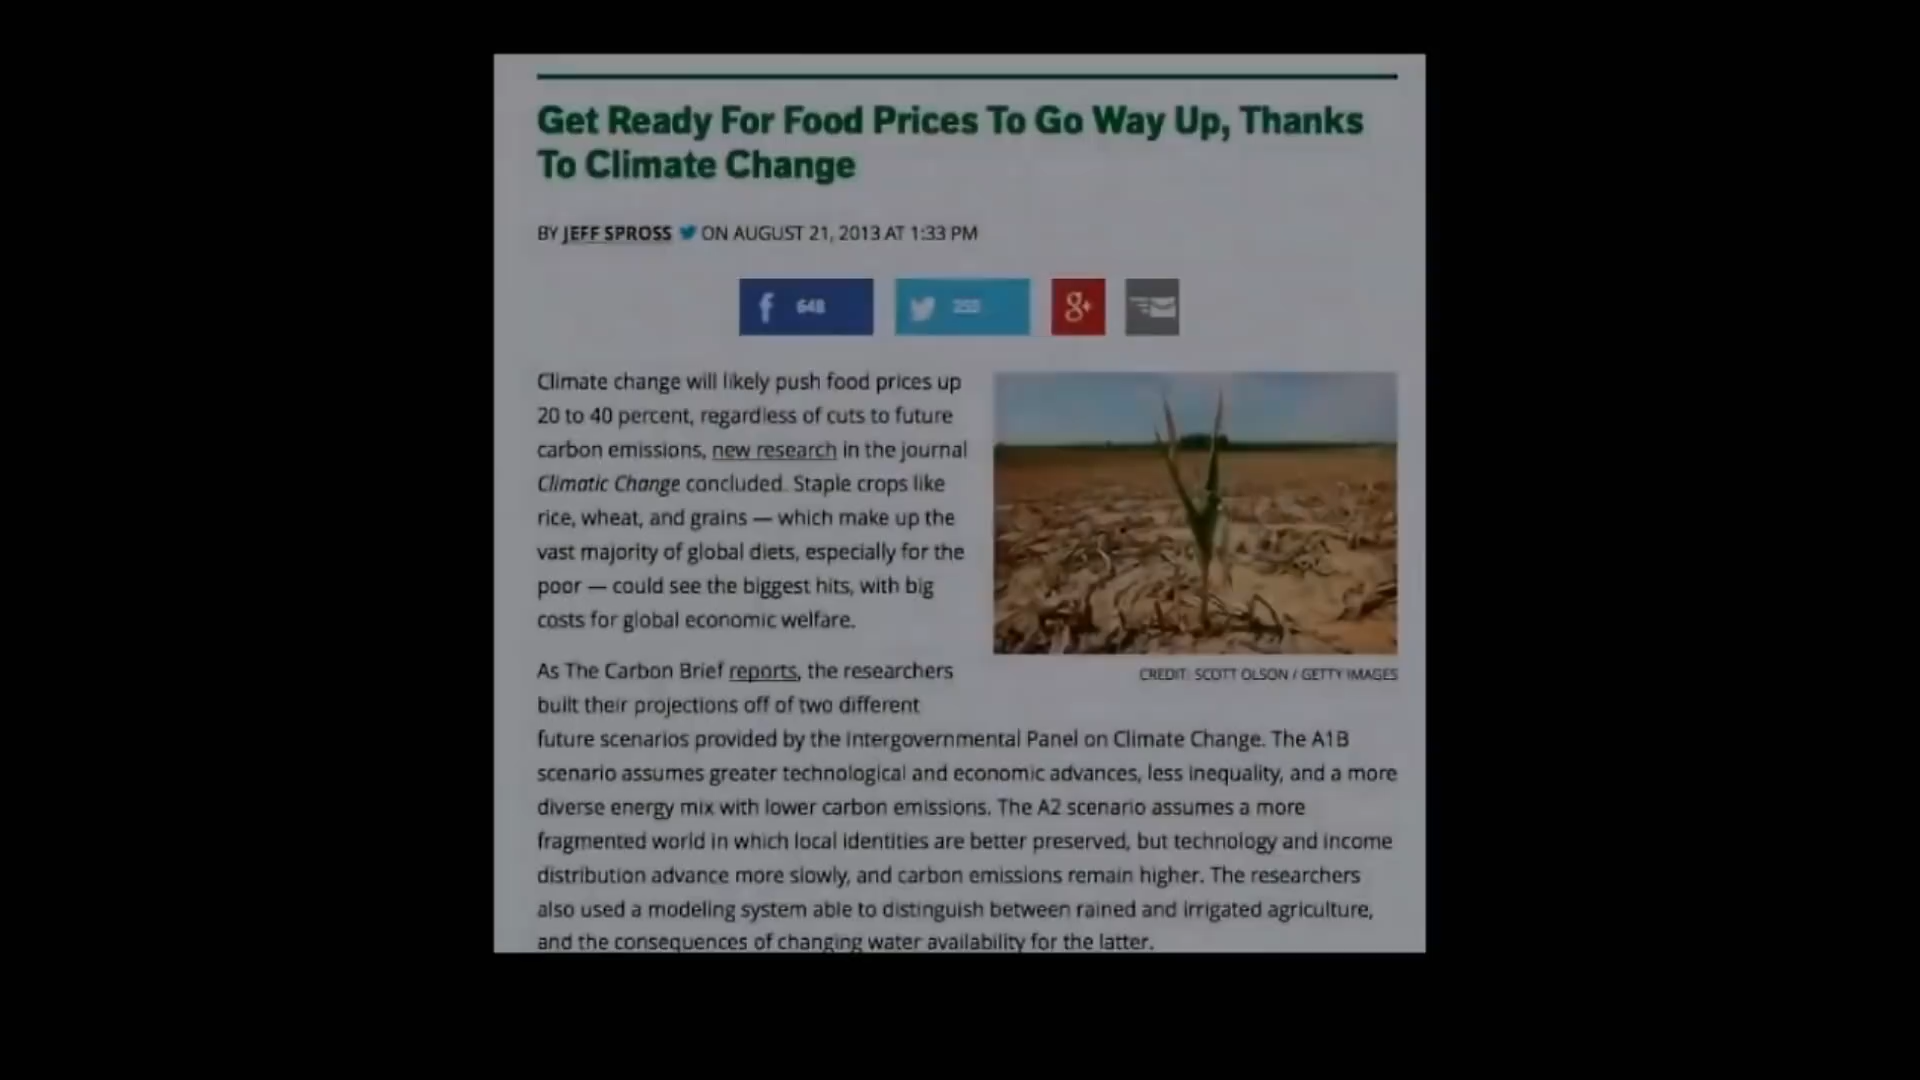 Get Ready For Food Prices To Go Way Up, Thanks
To Climate Change
BY JEFF SPROSS ON AUGUST 21, 2013 AT 1:33 PM
648
Climate change will likely push food prices up
20 to 40 percent, regardless of cuts to future
carbon emissions, new research in the journal
Climatic Change concluded. Staple crops like
rice, wheat, and grains — which make up the
vast majority of global diets, especially for the
poor — could see the biggest hits, with big
costs for global economic welfare.
CREDIT: SCOTT OLSON / GETTY IMAGES
As The Carbon Brief reports, the researchers
built their projections off of two different
future scenarios provided by the Intergovernmental Panel on Climate Change. The A1B
scenario assumes greater technological and economic advances, less inequality, and a more
diverse energy mix with lower carbon emissions. The A2 scenario assumes a more
fragmented world in which local identities are better preserved, but technology and income
distribution advance more slowly, and carbon emissions remain higher. The researchers
also used a modeling system able to distinguish between rained and irrigated agriculture,
and the consequences of changing water availability for the latter.